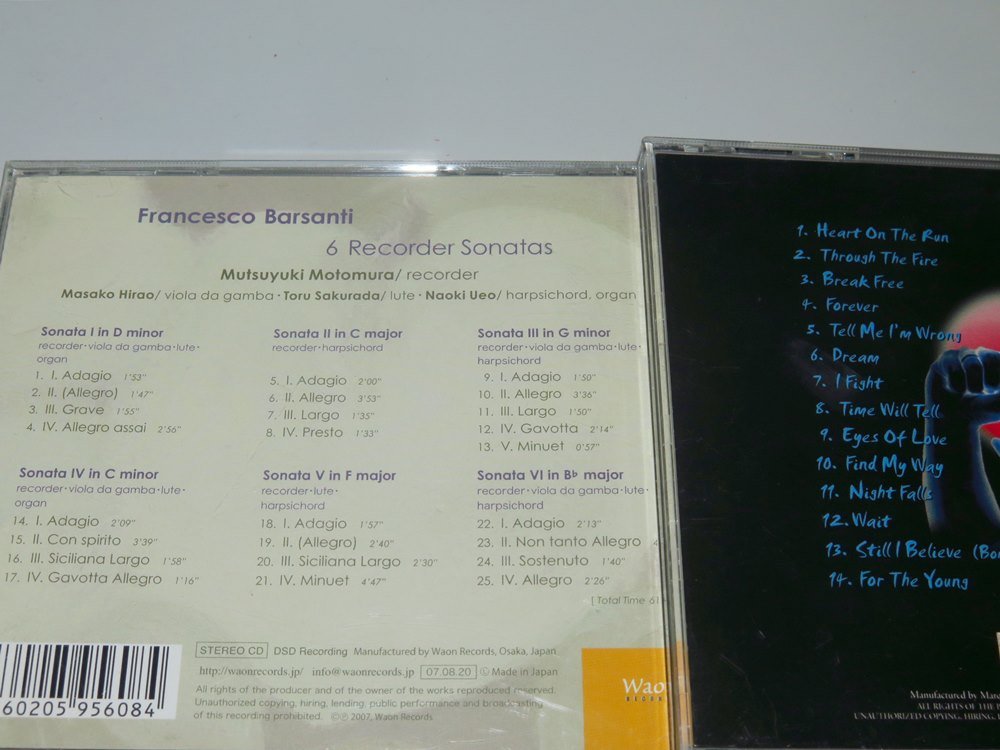 Francesco Barsanti
6 Recorder Sonatas
Mutsuyuki Motomura/ recorder
Masako Hirao/ viola da gamba · Toru Sakurada/ lute · Naoki Ueo/ harpsichord, organ
Sonata I in D minor
recorder·viola da gamba·lute·
organ
1. I. Adagio 1'53"
2. II. (Allegro) 1'47"
3. III. Grave 1'55"
4. IV. Allegro assai 2'56"
Sonata II in C major
recorder·harpsichord
5. I. Adagio 2'00"
6. II. Allegro 3'53"
7. III. Largo 1'35"
8. IV. Presto 1'33"
Sonata III in G minor
recorder·viola da gamba·lute·
harpsichord
9. I. Adagio 1'50"
10. II. Allegro 3'36"
11. III. Largo 1'50"
12. IV. Gavotta 2'14"
13. V. Minuet 0'57"
Sonata IV in C minor
recorder·viola da gamba·lute·
organ
14. I. Adagio 2'09"
15. II. Con spirito 3'39"
16. III. Siciliana Largo 1'58"
17. IV. Gavotta Allegro 1'16"
Sonata V in F major
recorder·lute·
harpsichord
18. I. Adagio 1'57"
19. II. (Allegro) 2'40"
20. III. Siciliana Largo 2'30"
21. IV. Minuet 4'47"
Sonata VI in B♭ major
recorder·viola da gamba·lute·
harpsichord
22. I. Adagio 2'13"
23. II. Non tanto Allegro 4
24. III. Sostenuto 1'40"
25. IV. Allegro 2'26"
[ Total Time 61
STEREO CD DSD Recording Manufactured by Waon Records, Osaka, Japan
http://waonrecords.jp/ info@waonrecords.jp 07.08.20 Ⓛ Made in Japan
All rights of the producer and of the owner of the works reproduced reserved.
Unauthorized copying, hiring, lending, public performance and broadcasting
of this recording prohibited. ©℗ 2007, Waon Records
60205 956084
Waon
RECORDS
1. Heart On The Run
2. Through The Fire
3. Break Free
4. Forever
5. Tell Me I'm Wrong
6. Dream
7. I Fight
8. Time Will Tell
9. Eyes Of Love
10. Find My Way
11. Night Falls
12. Wait
13. Still I Believe (Bon
14. For The Young
Manufactured by Mar
ALL RIGHTS OF THE P
UNAUTHORIZED COPYING, HIRING, L